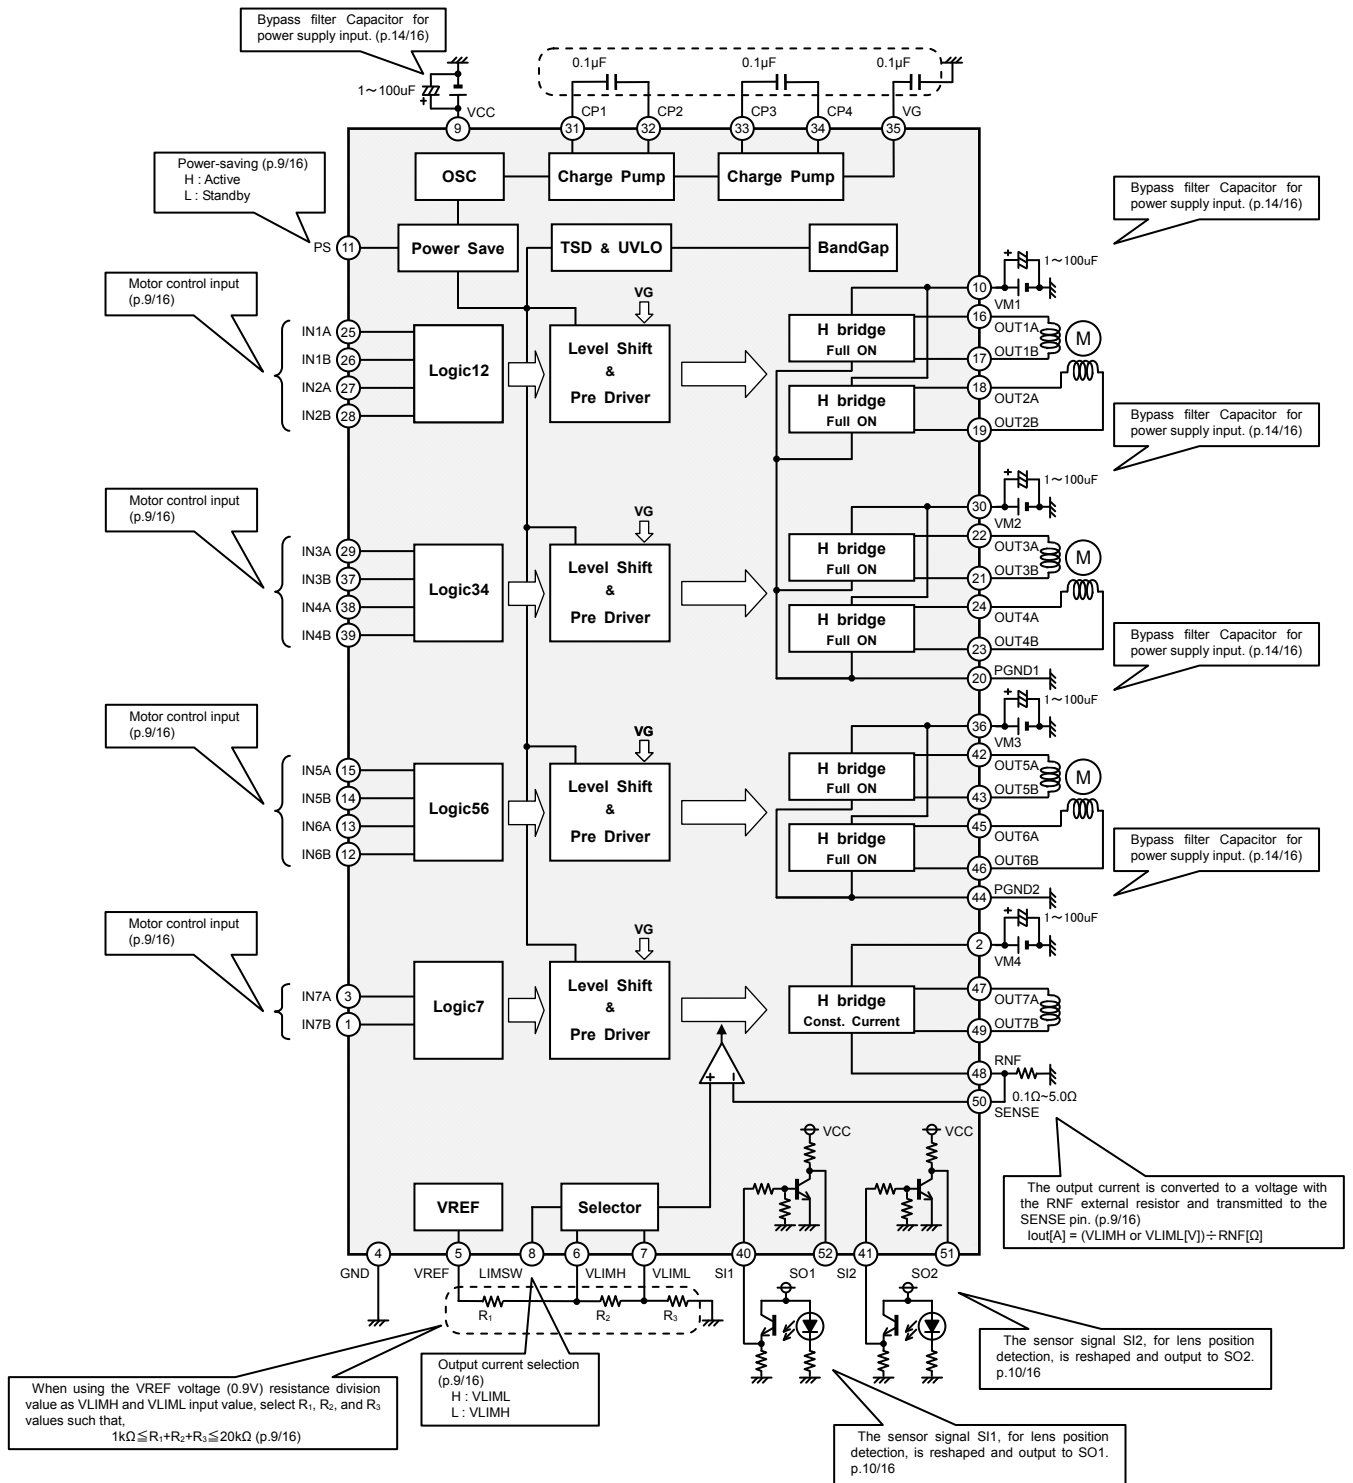 Bypass filter Capacitor for
power supply input. (p.14/16)
1～100uF
+
VCC
9
0.1µF
0.1µF
0.1µF
CP1
CP2
CP3
CP4
VG
31
32
33
34
35
Power-saving (p.9/16)
H : Active
L : Standby
OSC
Charge Pump
Charge Pump
PS
11
Power Save
TSD & UVLO
BandGap
Bypass filter Capacitor for
power supply input. (p.14/16)
+
1～100uF
10
VM1
Motor control input
(p.9/16)
IN1A
25
IN1B
26
IN2A
27
IN2B
28
Logic12
VG
Level Shift
&
Pre Driver
H bridge
Full ON
H bridge
Full ON
16
OUT1A
17
OUT1B
M
18
OUT2A
19
OUT2B
Bypass filter Capacitor for
power supply input. (p.14/16)
+
1～100uF
30
VM2
Motor control input
(p.9/16)
IN3A
29
IN3B
37
IN4A
38
IN4B
39
Logic34
VG
Level Shift
&
Pre Driver
H bridge
Full ON
H bridge
Full ON
22
OUT3A
21
OUT3B
M
24
OUT4A
23
OUT4B
20
PGND1
Bypass filter Capacitor for
power supply input. (p.14/16)
+
1～100uF
36
VM3
Motor control input
(p.9/16)
IN5A
15
IN5B
14
IN6A
13
IN6B
12
Logic56
VG
Level Shift
&
Pre Driver
H bridge
Full ON
H bridge
Full ON
42
OUT5A
43
OUT5B
M
45
OUT6A
46
OUT6B
44
PGND2
Bypass filter Capacitor for
power supply input. (p.14/16)
+
1～100uF
2
VM4
Motor control input
(p.9/16)
IN7A
3
IN7B
1
Logic7
VG
Level Shift
&
Pre Driver
H bridge
Const. Current
47
OUT7A
49
OUT7B
48
RNF
50
0.1Ω~5.0Ω
SENSE
+
−
VCC
VCC
The output current is converted to a voltage with
the RNF external resistor and transmitted to the
SENSE pin. (p.9/16)
Iout[A] = (VLIMH or VLIML[V])÷RNF[Ω]
VREF
Selector
4
5
8
6
7
40
52
41
51
GND
VREF
LIMSW
VLIMH
VLIML
SI1
SO1
SI2
SO2
R1
R2
R3
Output current selection
(p.9/16)
H : VLIML
L : VLIMH
When using the VREF voltage (0.9V) resistance division
value as VLIMH and VLIML input value, select R1, R2, and R3
values such that,
1kΩ≦R1+R2+R3≦20kΩ (p.9/16)
The sensor signal SI2, for lens position
detection, is reshaped and output to SO2.
p.10/16
The sensor signal SI1, for lens position
detection, is reshaped and output to SO1.
p.10/16